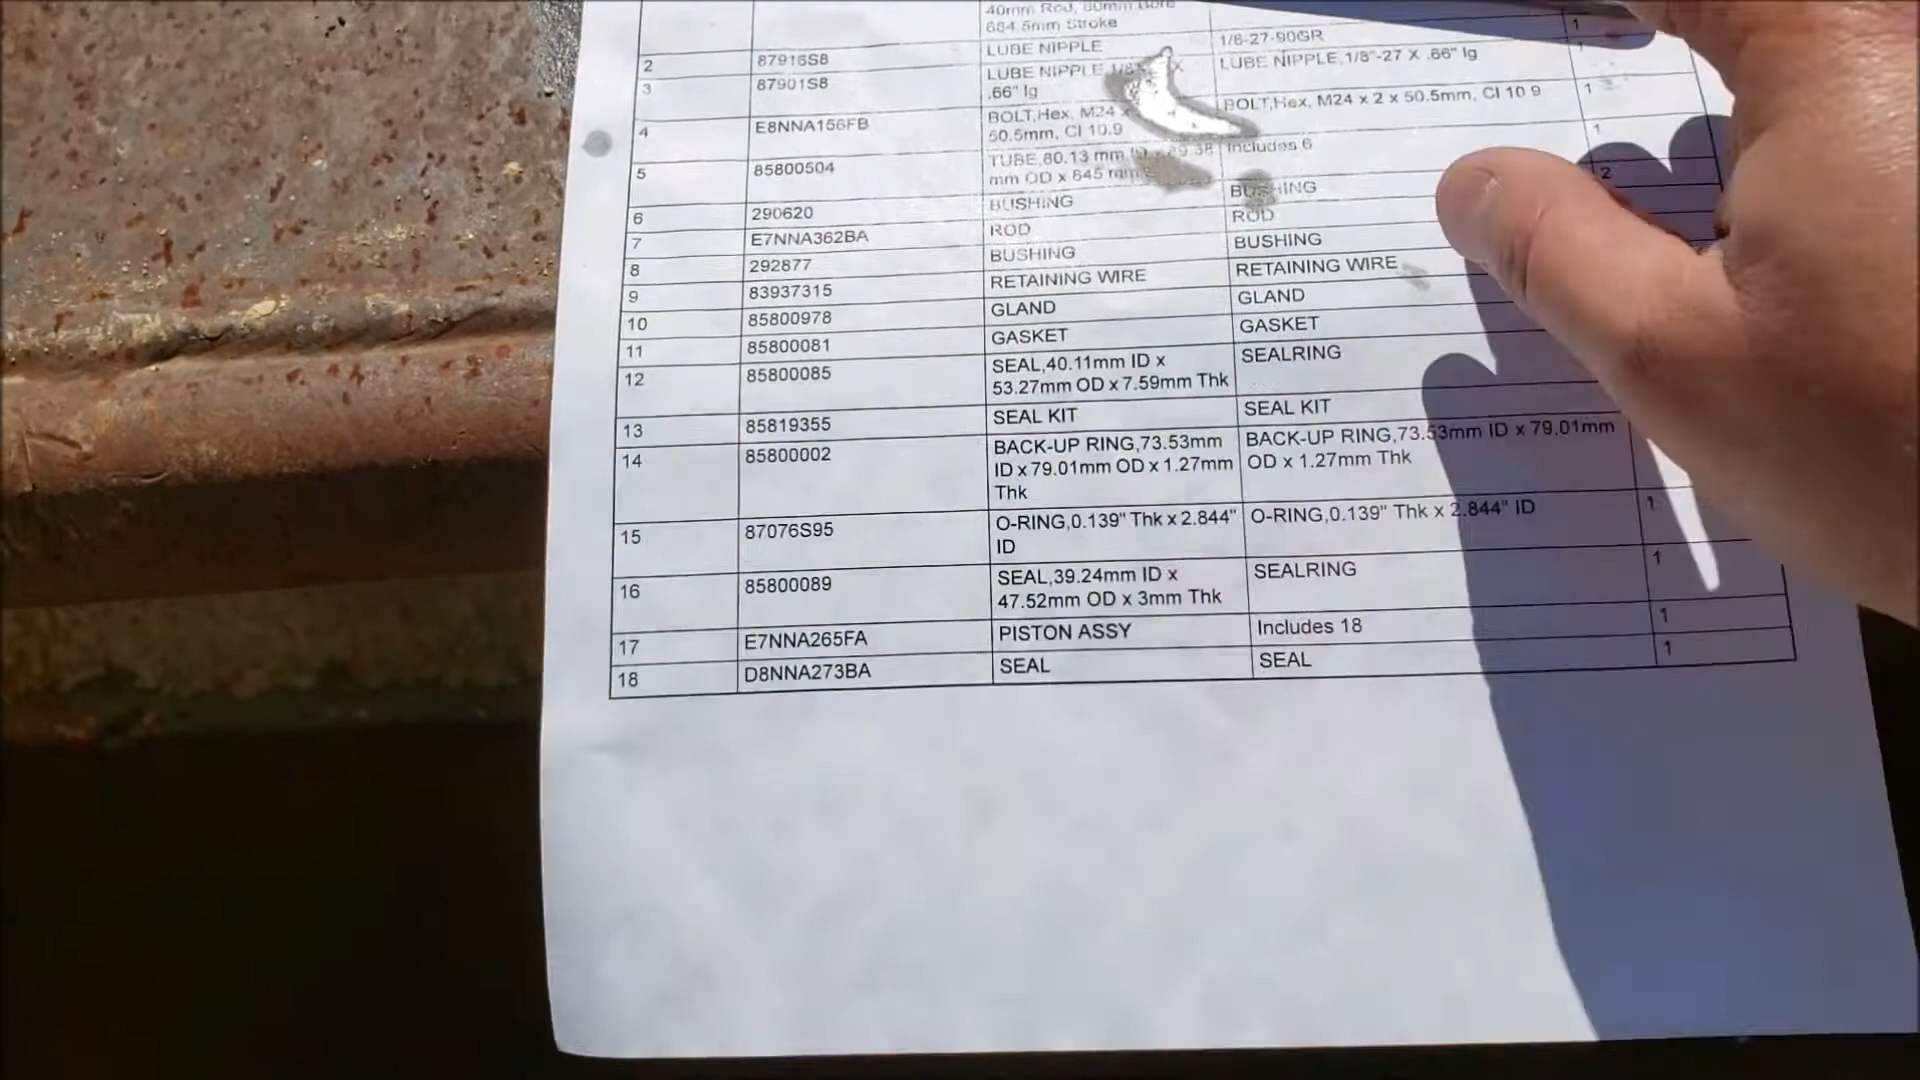 40mm Rod, 80mm Bore
684.5mm Stroke 1
2 87916S8 LUBE NIPPLE 1/8-27-90GR 1
3 87901S8 LUBE NIPPLE,1/8" X LUBE NIPPLE,1/8"-27 X .66" lg
.66" lg 1
4 E8NNA156FB BOLT,Hex, M24 x BOLT,Hex, M24 x 2 x 50.5mm, Cl 10 9
50.5mm, Cl 10.9 1
5 85800504 TUBE,80.13 mm 89.38 Includes 6
mm OD x 845 mm 2
6 290620 BUSHING BUSHING
7 E7NNA362BA ROD ROD
8 292877 BUSHING BUSHING
9 83937315 RETAINING WIRE RETAINING WIRE
10 85800978 GLAND GLAND
11 85800081 GASKET GASKET
12 85800085 SEAL,40.11mm ID x SEALRING
53.27mm OD x 7.59mm Thk
13 85819355 SEAL KIT SEAL KIT
14 85800002 BACK-UP RING,73.53mm BACK-UP RING,73.53mm ID x 79.01mm
ID x 79.01mm OD x 1.27mm OD x 1.27mm Thk
Thk
15 87076S95 O-RING,0.139" Thk x 2.844" O-RING,0.139" Thk x 2.844" ID 1
ID
16 85800089 SEAL,39.24mm ID x SEALRING 1
47.52mm OD x 3mm Thk
17 E7NNA265FA PISTON ASSY Includes 18 1
18 D8NNA273BA SEAL SEAL 1